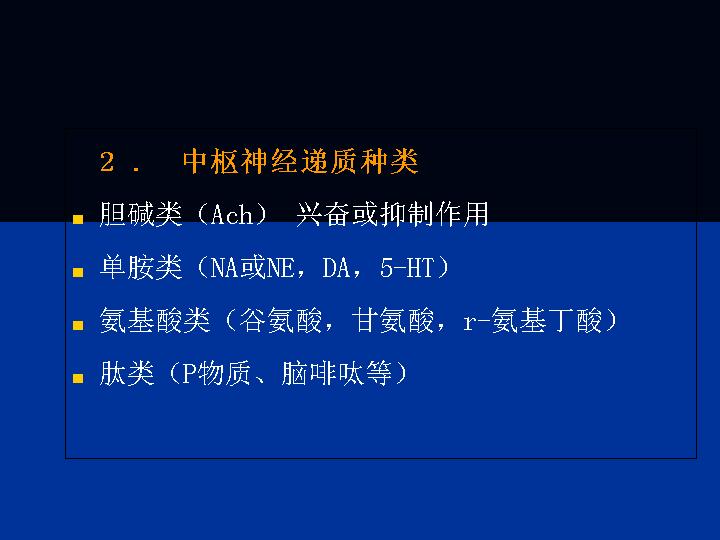 2 . 中枢神经递质种类
■ 胆碱类（Ach） 兴奋或抑制作用
■ 单胺类（NA或NE，DA，5-HT）
■ 氨基酸类（谷氨酸，甘氨酸，r-氨基丁酸）
■ 肽类（P物质、脑啡呔等）